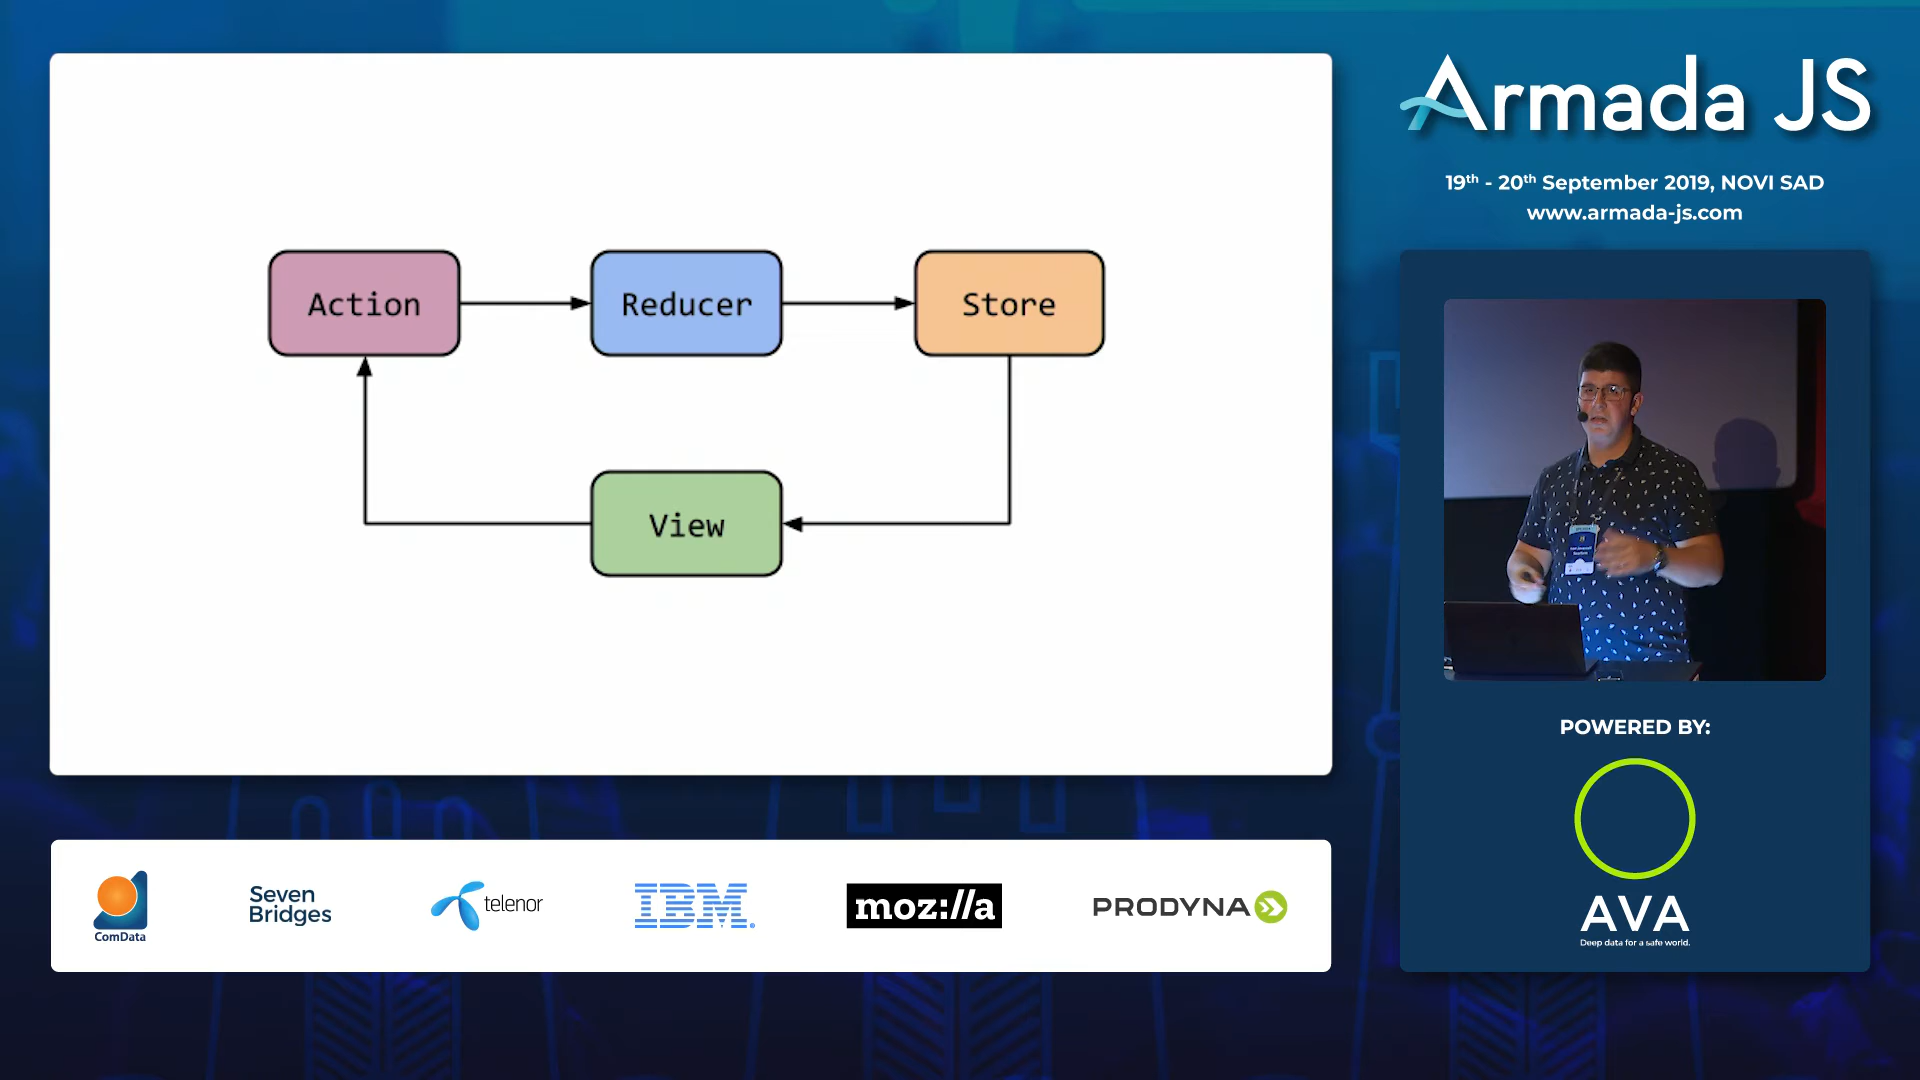 Action
Reducer
Store
View
Armada JS
19th - 20th September 2019, NOVI SAD
www.armada-js.com
POWERED BY:
AVA
Deep data for a safe world.
ComData
Seven
Bridges
telenor
IBM
moz://a
PRODYNA